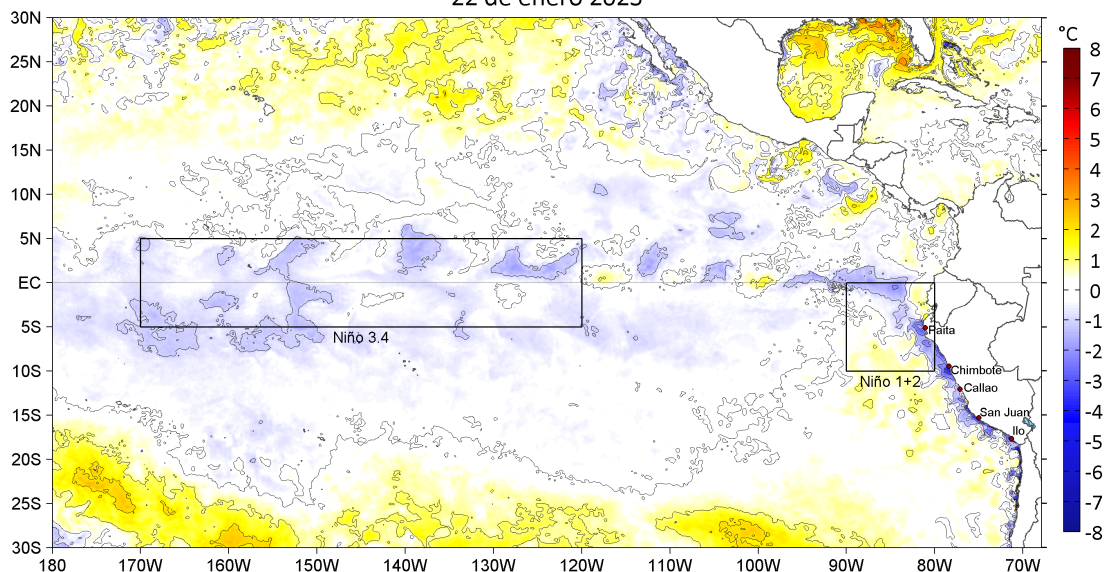 22 de enero 2023
°C
30N
25N
20N
15N
10N
5N
EC
5S
10S
15S
20S
25S
30S
Niño 3.4
Niño 1+2
Paita
Chimbote
Callao
San Juan
Ilo
180
170W
160W
150W
140W
130W
120W
110W
100W
90W
80W
70W
8
7
6
5
4
3
2
1
0
-1
-2
-3
-4
-5
-6
-7
-8